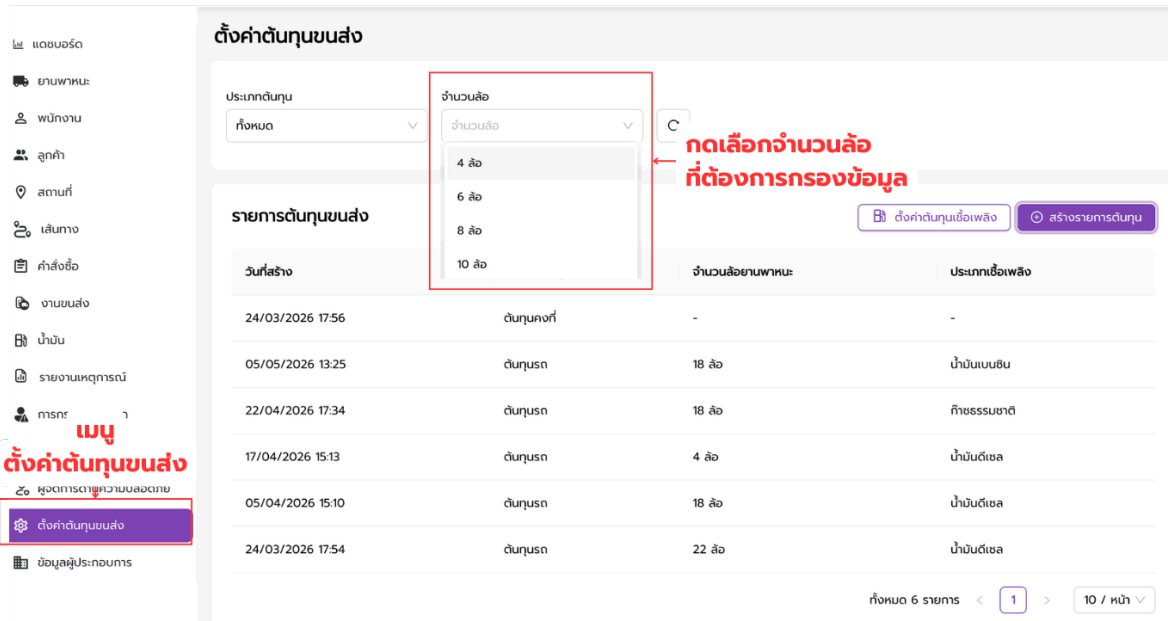 แดชบอร์ด
ยานพาหนะ
พนักงาน
ลูกค้า
สถานที่
เส้นทาง
คำสั่งซื้อ
งานขนส่ง
น้ำมัน
รายงานเหตุการณ์
เมนู
ตั้งค่าต้นทุนขนส่ง
ผู้จัดการด้านความปลอดภัย
ตั้งค่าต้นทุนขนส่ง
ข้อมูลผู้ประกอบการ
ตั้งค่าต้นทุนขนส่ง
ประเภทต้นทุน จำนวนล้อ
ทั้งหมด จำนวนล้อ
4 ล้อ
6 ล้อ
8 ล้อ
10 ล้อ
กดเลือกจำนวนล้อ
ที่ต้องการกรองข้อมูล
รายการต้นทุนขนส่ง ตั้งค่าต้นทุนเชื้อเพลิง สร้างรายการต้นทุน
วันที่สร้าง จำนวนล้อยานพาหนะ ประเภทเชื้อเพลิง
24/03/2026 17:56 ต้นทุนคงที่ - -
05/05/2026 13:25 ต้นทุนรถ 18 ล้อ น้ำมันเบนซิน
22/04/2026 17:34 ต้นทุนรถ 18 ล้อ ก๊าซธรรมชาติ
17/04/2026 15:13 ต้นทุนรถ 4 ล้อ น้ำมันดีเซล
05/04/2026 15:10 ต้นทุนรถ 18 ล้อ น้ำมันดีเซล
24/03/2026 17:54 ต้นทุนรถ 22 ล้อ น้ำมันดีเซล
ทั้งหมด 6 รายการ < 1 > 10 / หน้า